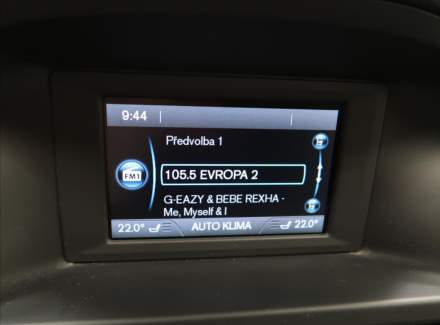 9:44
Předvolba 1
FM1
105.5 EVROPA 2
G-EAZY & BEBE REXHA -
Me, Myself & I
22.0° AUTO KLIMA 22.0°